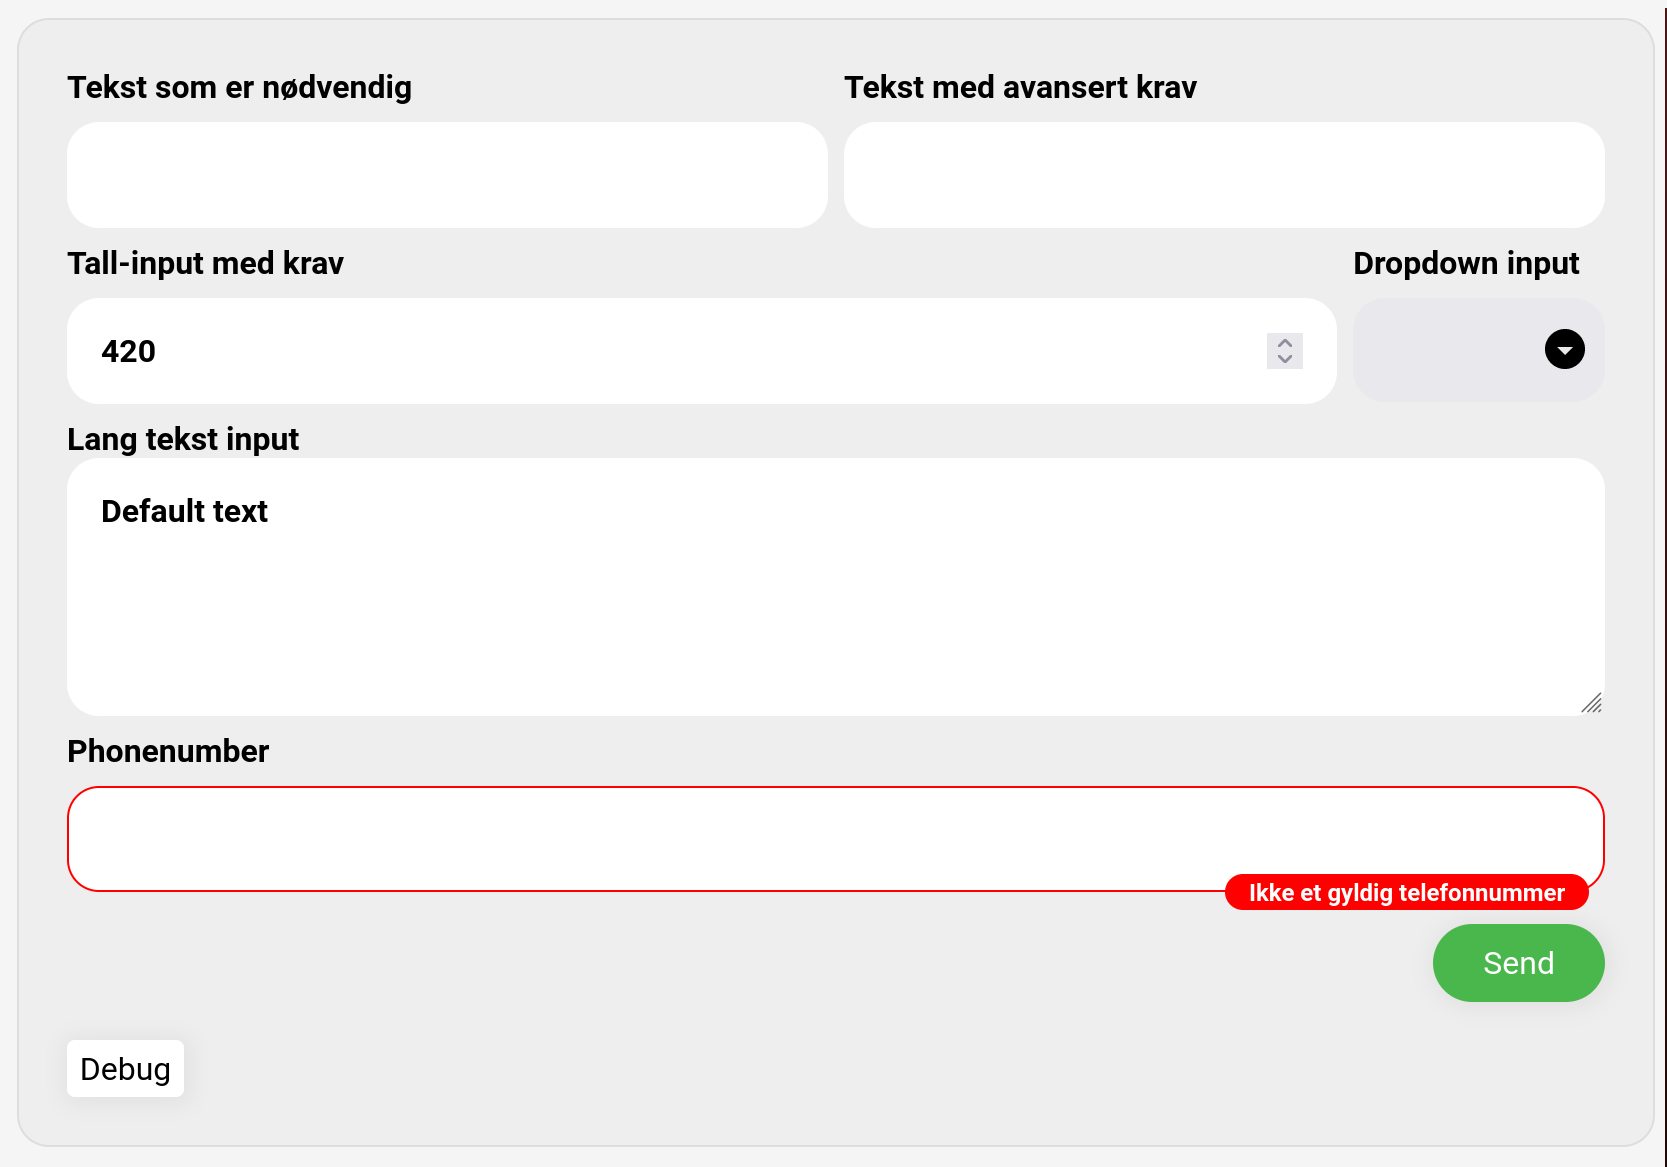 Tekst som er nødvendig
Tekst med avansert krav
Tall-input med krav
Dropdown input
420
Lang tekst input
Default text
Phonenumber
Ikke et gyldig telefonnummer
Send
Debug